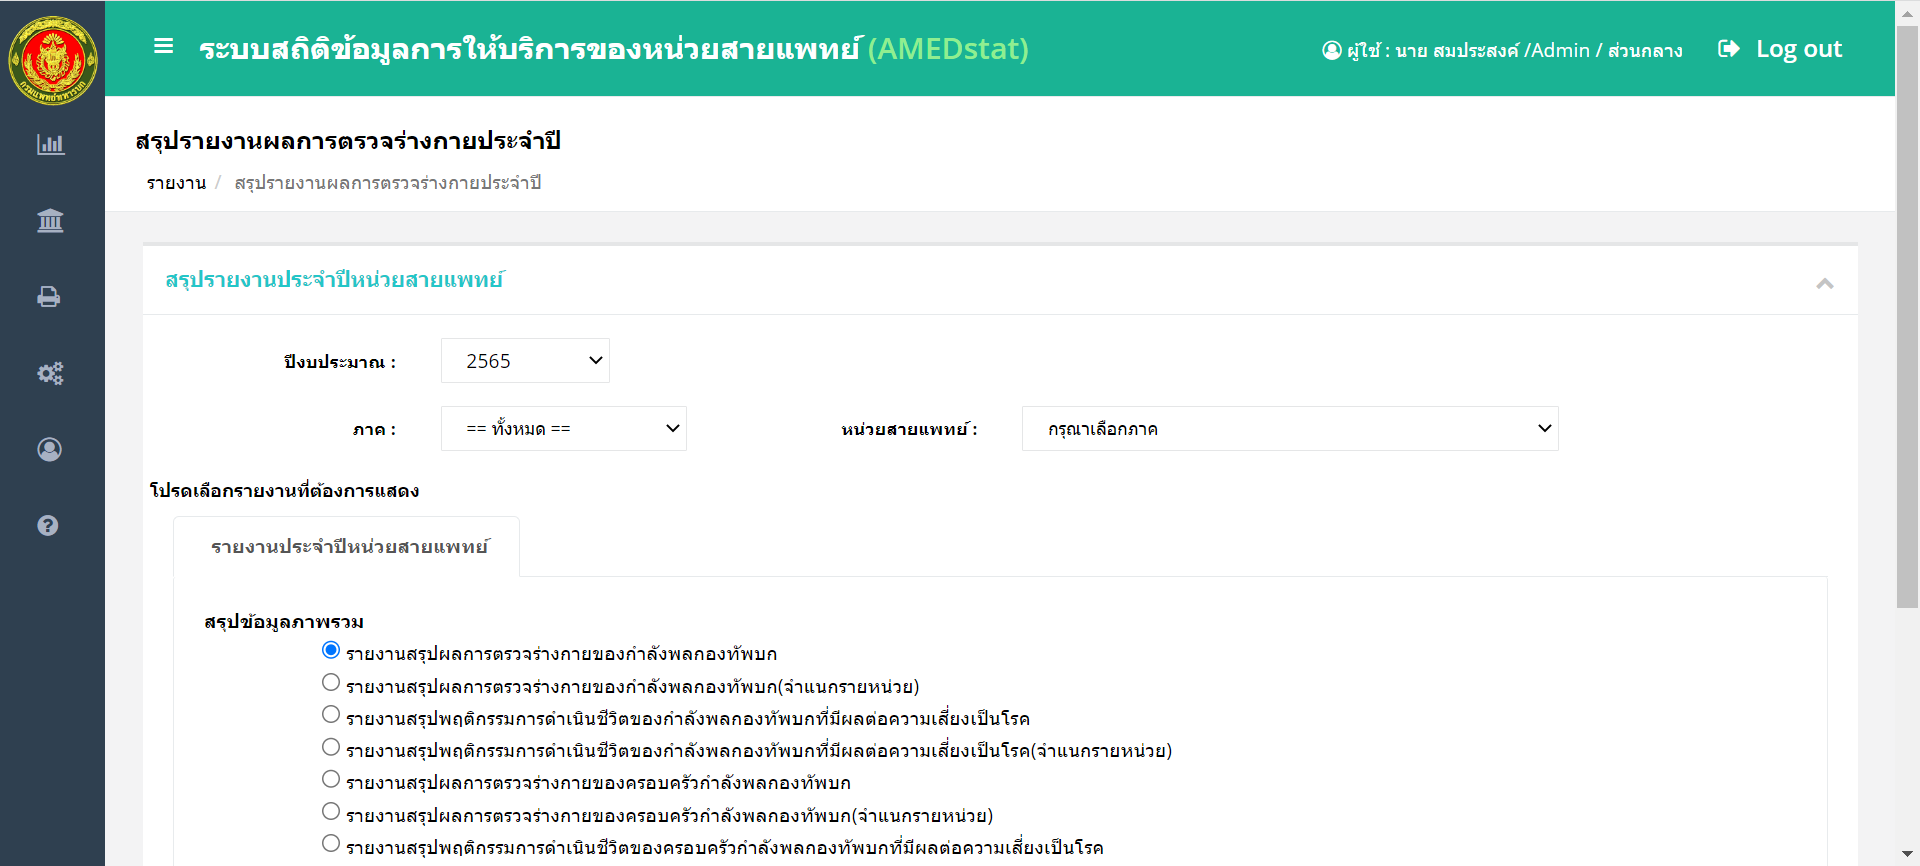 ระบบสถิติข้อมูลการให้บริการของหน่วยสายแพทย์ (AMEDstat)
ผู้ใช้ : นาย สมประสงค์ /Admin / ส่วนกลาง
Log out
กรมแพทย์ทหารบก
สรุปรายงานผลการตรวจร่างกายประจำปี
รายงาน / สรุปรายงานผลการตรวจร่างกายประจำปี
สรุปรายงานประจำปีหน่วยสายแพทย์
ปีงบประมาณ : 2565
ภาค : == ทั้งหมด == หน่วยสายแพทย์ : กรุณาเลือกภาค
โปรดเลือกรายงานที่ต้องการแสดง
รายงานประจำปีหน่วยสายแพทย์
สรุปข้อมูลภาพรวม
รายงานสรุปผลการตรวจร่างกายของกำลังพลกองทัพบก
รายงานสรุปผลการตรวจร่างกายของกำลังพลกองทัพบก(จำแนกรายหน่วย)
รายงานสรุปพฤติกรรมการดำเนินชีวิตของกำลังพลกองทัพบกที่มีผลต่อความเสี่ยงเป็นโรค
รายงานสรุปพฤติกรรมการดำเนินชีวิตของกำลังพลกองทัพบกที่มีผลต่อความเสี่ยงเป็นโรค(จำแนกรายหน่วย)
รายงานสรุปผลการตรวจร่างกายของครอบครัวกำลังพลกองทัพบก
รายงานสรุปผลการตรวจร่างกายของครอบครัวกำลังพลกองทัพบก(จำแนกรายหน่วย)
รายงานสรุปพฤติกรรมการดำเนินชีวิตของครอบครัวกำลังพลกองทัพบกที่มีผลต่อความเสี่ยงเป็นโรค